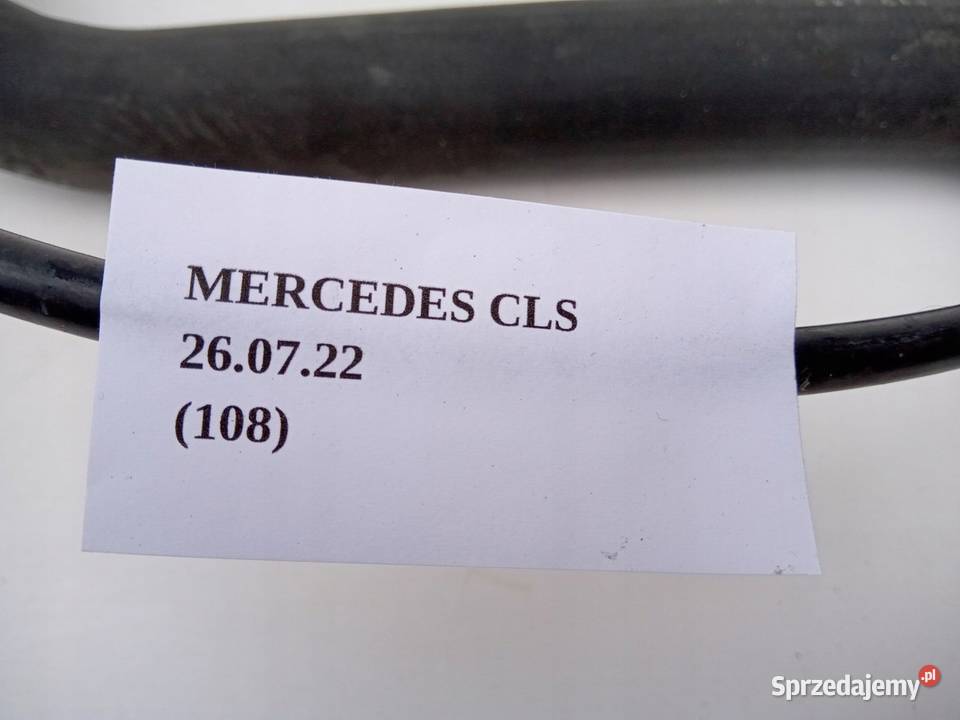 MERCEDES CLS
26.07.22
(108)
Sprzedajemy.pl